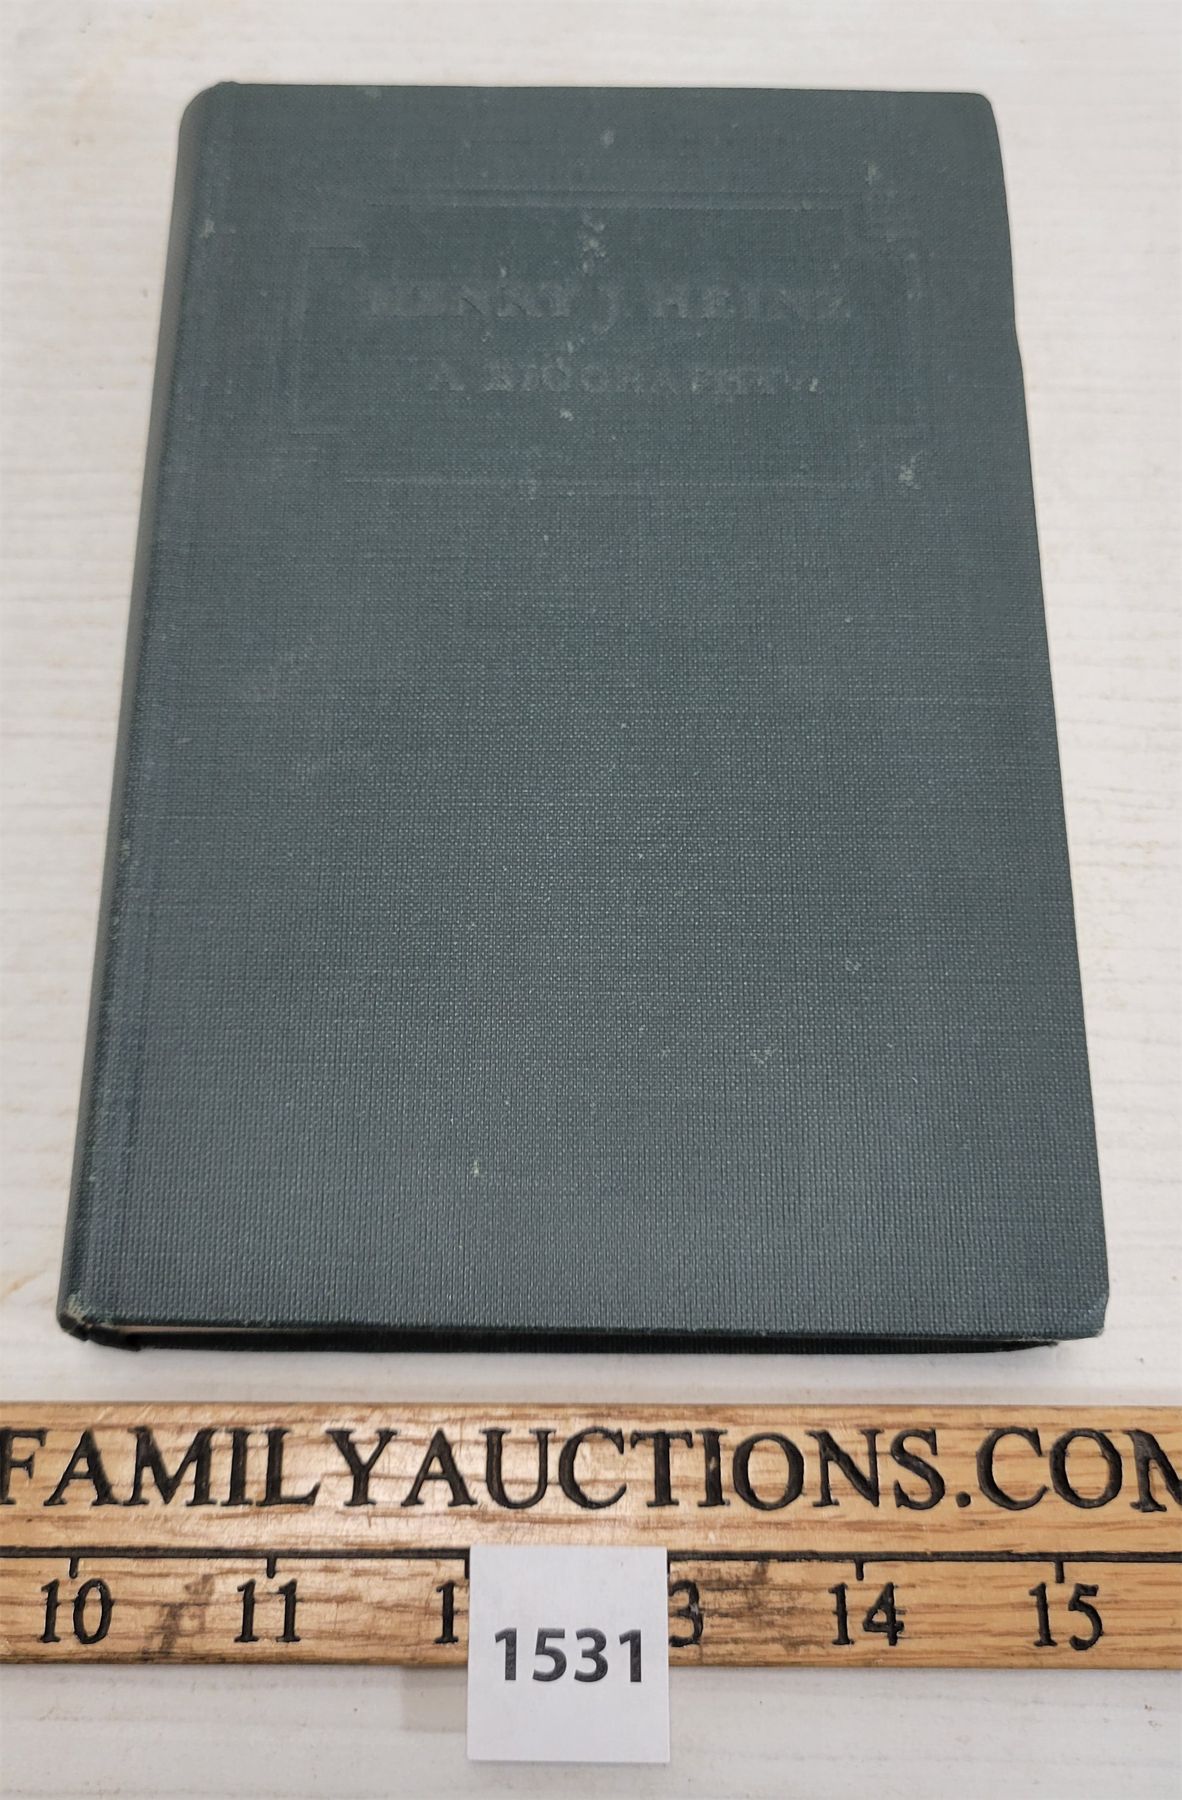 HENRY J HEINZ
A BIOGRAPHY
FAMILYAUCTIONS.COM
10 11 1 3 14 15
1531